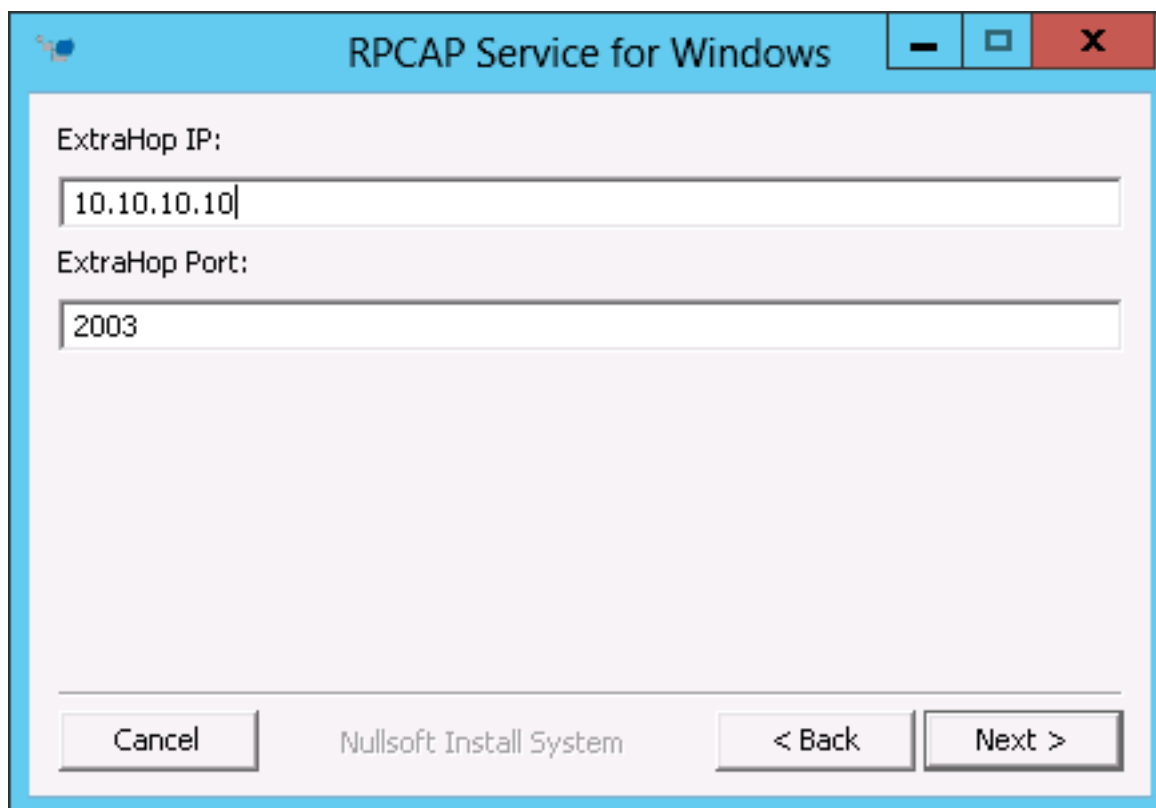 RPCAP Service for Windows
ExtraHop IP:
10.10.10.10
ExtraHop Port:
2003
Cancel Nullsoft Install System < Back Next >